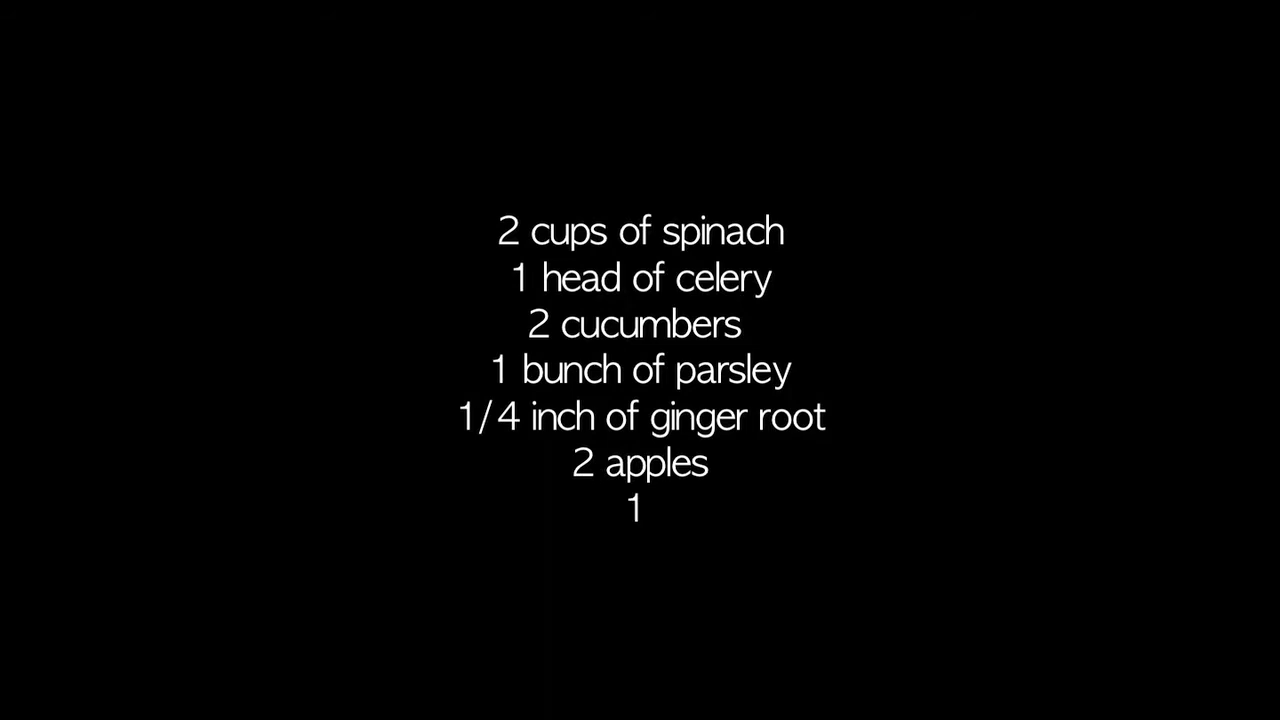 2 cups of spinach
1 head of celery
2 cucumbers
1 bunch of parsley
1/4 inch of ginger root
2 apples
1